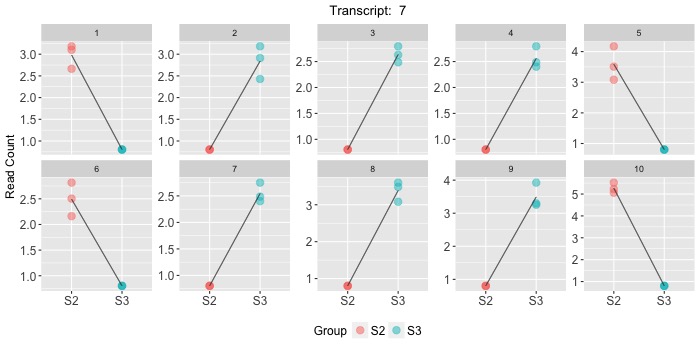 Transcript: 7
1 2 3 4 5
3.0 3.0 2.5 2.5 4
2.5 2.5 2.0 2.0 3
2.0 2.0 1.5 1.5 2
1.5 1.5 1.0 1.0 1
1.0 1.0
Read Count
6 7 8 9 10
2.5 2.5 3 4 5
2.0 2.0 2 3 4
1.5 1.5 1 2 3
1.0 1.0 1 2
1
S2 S3 S2 S3 S2 S3 S2 S3 S2 S3
Group S2 S3